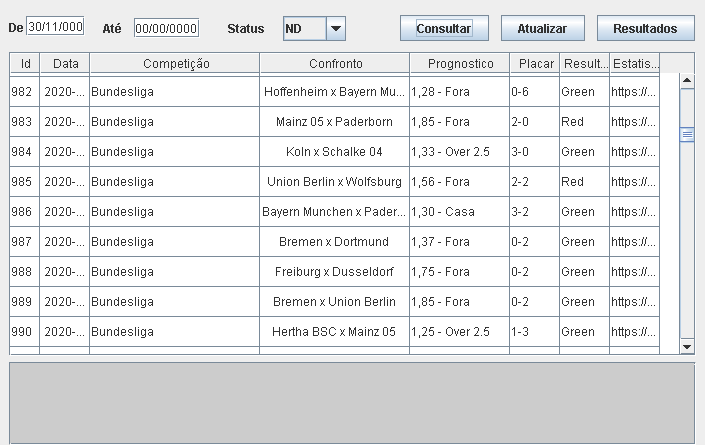 De 30/11/000 Até 00/00/0000 Status ND Consultar Atualizar Resultados
Id Data Competição Confronto Prognostico Placar Result... Estatis...
982 2020-... Bundesliga Hoffenheim x Bayern Mu... 1,28 - Fora 0-6 Green https://...
983 2020-... Bundesliga Mainz 05 x Paderborn 1,85 - Fora 2-0 Red https://...
984 2020-... Bundesliga Koln x Schalke 04 1,33 - Over 2.5 3-0 Green https://...
985 2020-... Bundesliga Union Berlin x Wolfsburg 1,56 - Fora 2-2 Red https://...
986 2020-... Bundesliga Bayern Munchen x Pader... 1,30 - Casa 3-2 Green https://...
987 2020-... Bundesliga Bremen x Dortmund 1,37 - Fora 0-2 Green https://...
988 2020-... Bundesliga Freiburg x Dusseldorf 1,75 - Fora 0-2 Green https://...
989 2020-... Bundesliga Bremen x Union Berlin 1,85 - Fora 0-2 Green https://...
990 2020-... Bundesliga Hertha BSC x Mainz 05 1,25 - Over 2.5 1-3 Green https://...